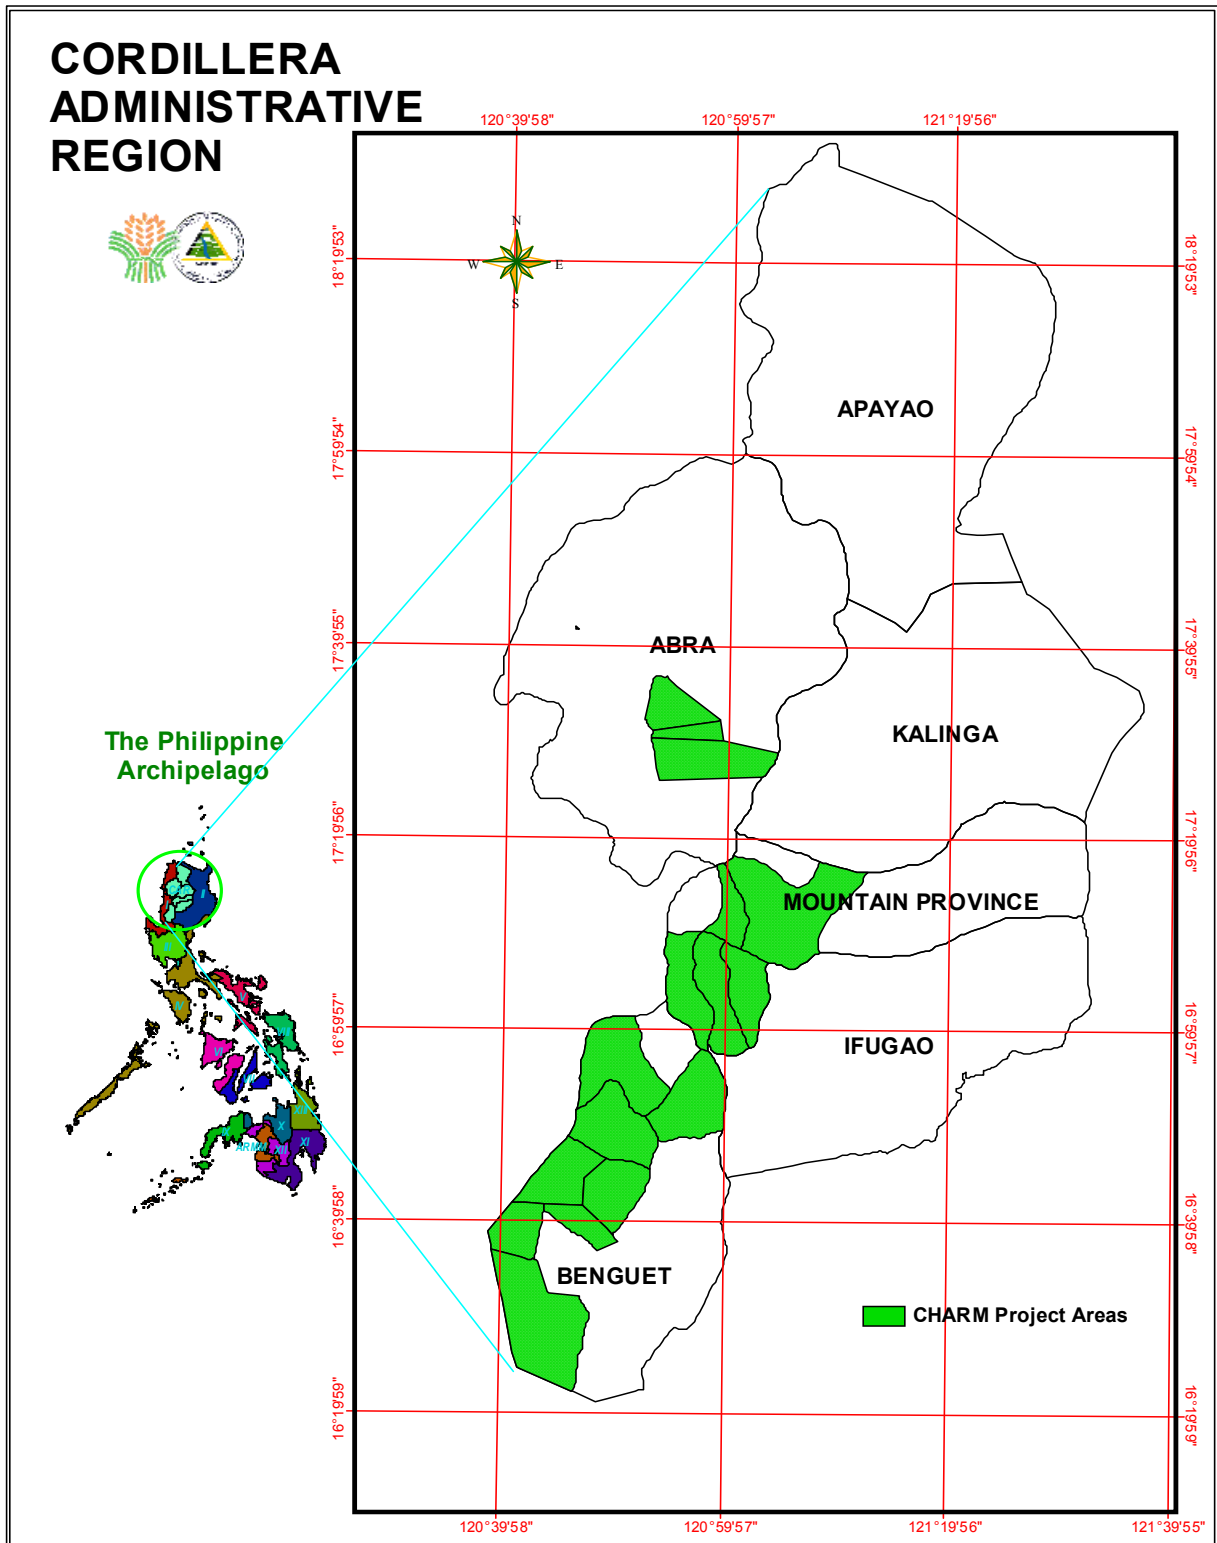 CORDILLERA
ADMINISTRATIVE
REGION
120°39'58"
120°59'57"
121°19'56"
N
W
E
S
18°19'53"
18°19'53"
APAYAO
17°59'54"
17°59'54"
ABRA
17°39'55"
17°39'55"
KALINGA
The Philippine
Archipelago
17°19'56"
17°19'56"
MOUNTAIN PROVINCE
16°59'57"
16°59'57"
IFUGAO
VI
X
XI
XII
ARMM
16°39'58"
16°39'58"
BENGUET
CHARM Project Areas
16°19'59"
16°19'59"
120°39'58"
120°59'57"
121°19'56"
121°39'55"